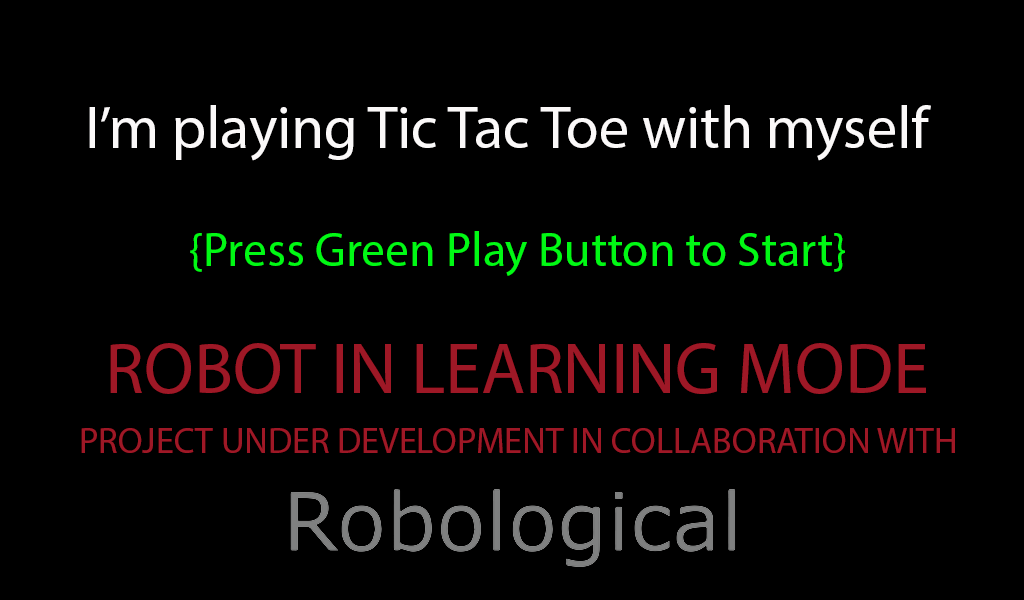 I’m playing Tic Tac Toe with myself
{Press Green Play Button to Start}
ROBOT IN LEARNING MODE
PROJECT UNDER DEVELOPMENT IN COLLABORATION WITH
Robological